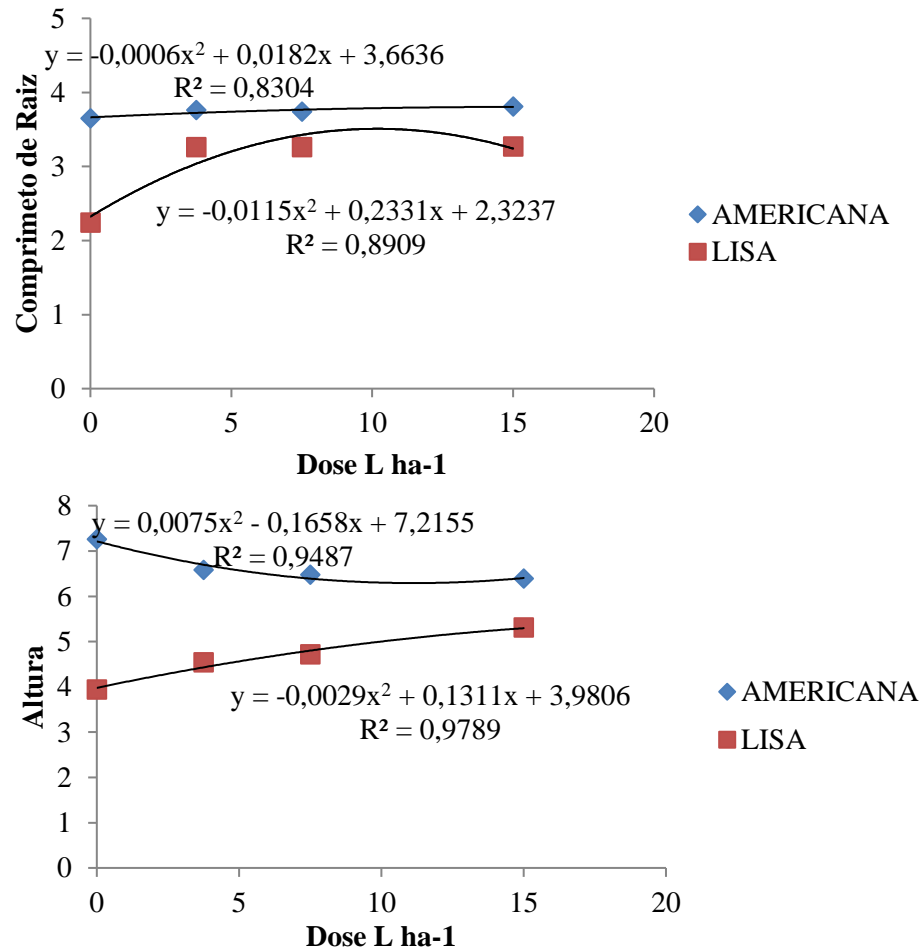 y = -0,0006x² + 0,0182x + 3,6636
R² = 0,8304
4
3
y = -0,0115x² + 0,2331x + 2,3237
R² = 0,8909
2
1
0
Comprimeto de Raiz
AMERICANA
LISA
0 5 10 15 20
Dose L ha-1
8
y = 0,0075x² - 0,1658x + 7,2155
7
R² = 0,9487
6
5
4
y = -0,0029x² + 0,1311x + 3,9806
R² = 0,9789
3
2
1
0
Altura
AMERICANA
LISA
0 5 10 15 20
Dose L ha-1